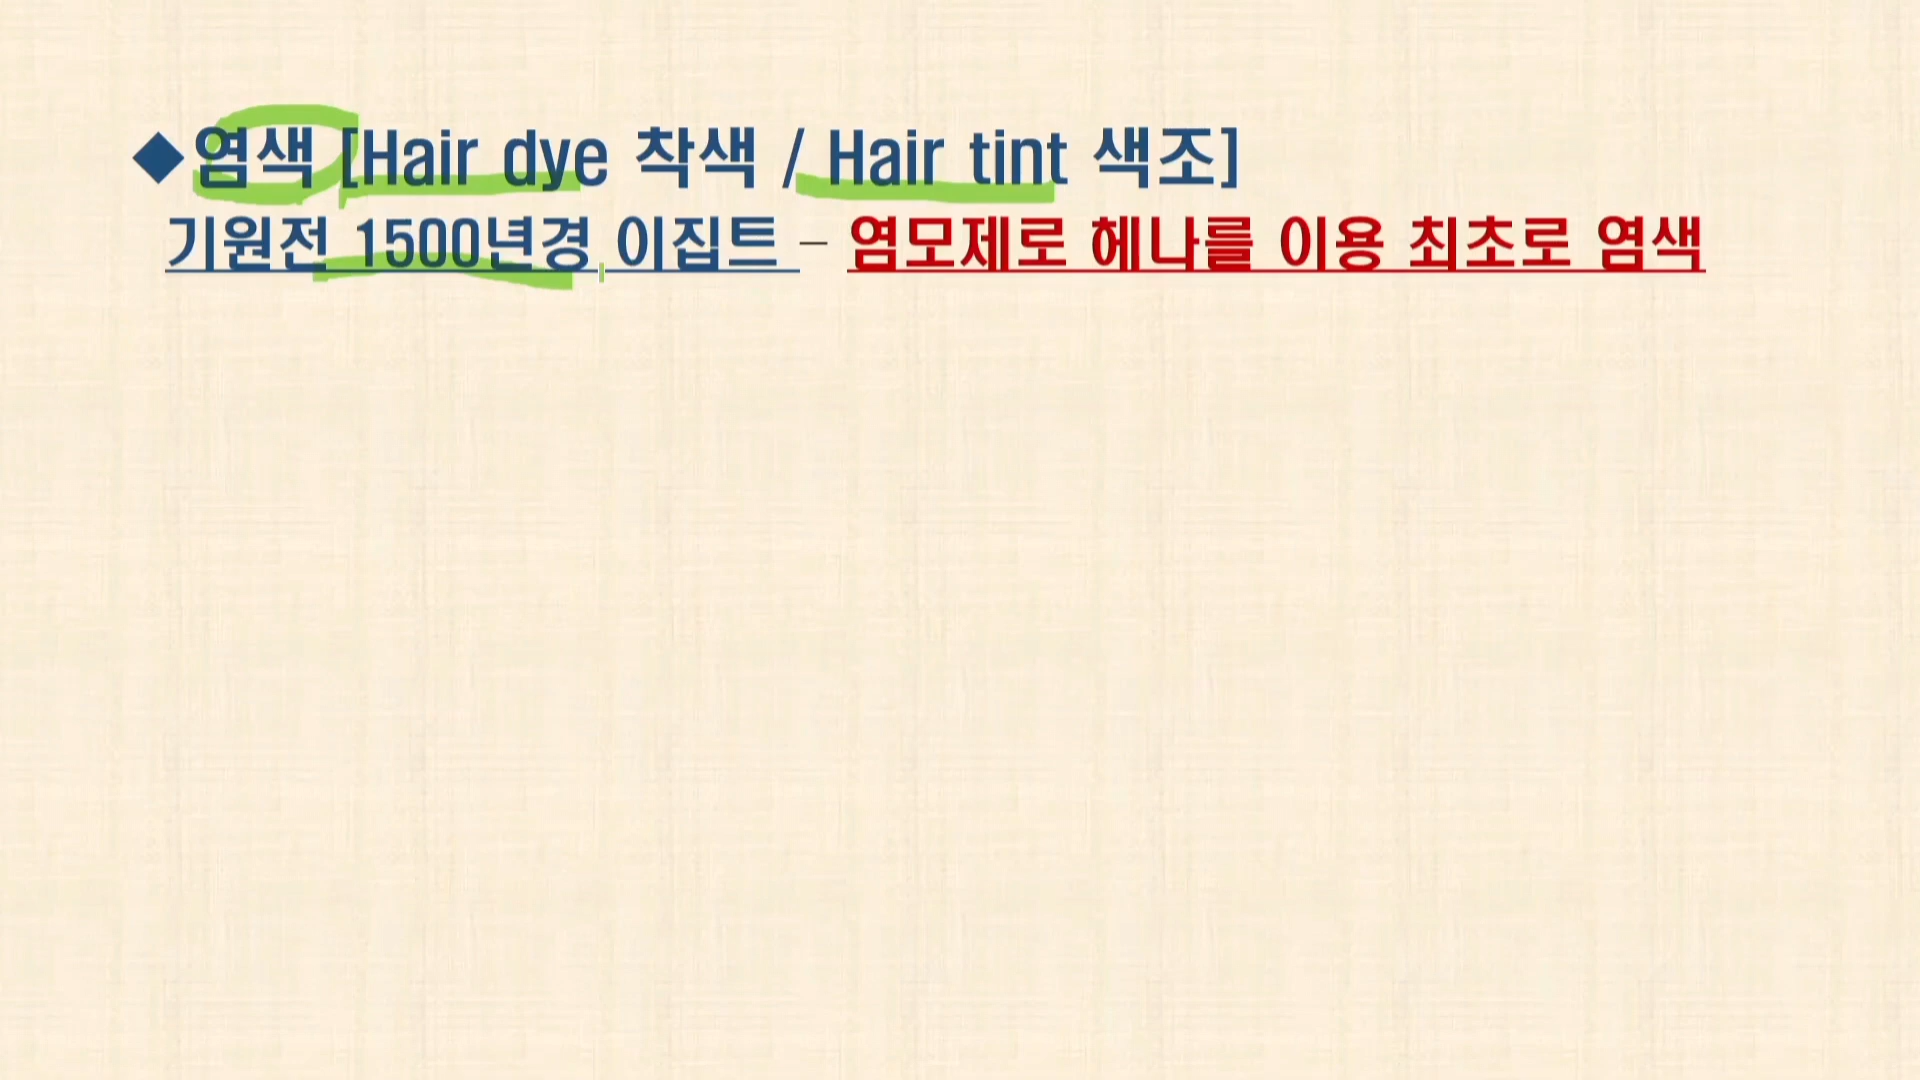 ◆염색 [Hair dye 착색 / Hair tint 색조]
기원전 1500년경 이집트 – 염모제로 헤나를 이용 최초로 염색